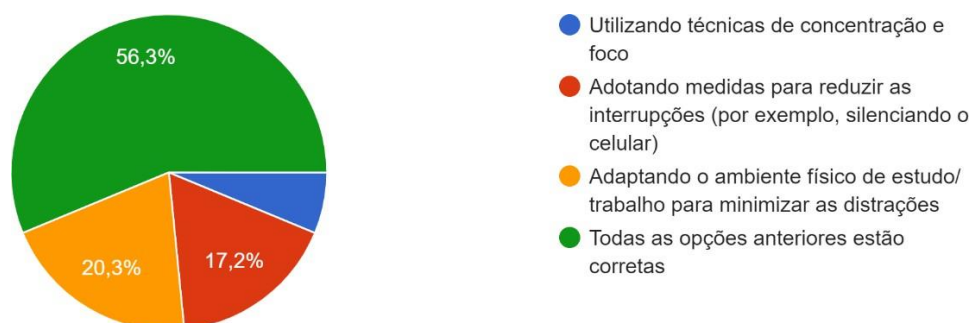 56,3%
20,3%
17,2%
Utilizando técnicas de concentração e
foco
Adotando medidas para reduzir as
interrupções (por exemplo, silenciando o
celular)
Adaptando o ambiente físico de estudo/
trabalho para minimizar as distrações
Todas as opções anteriores estão
corretas